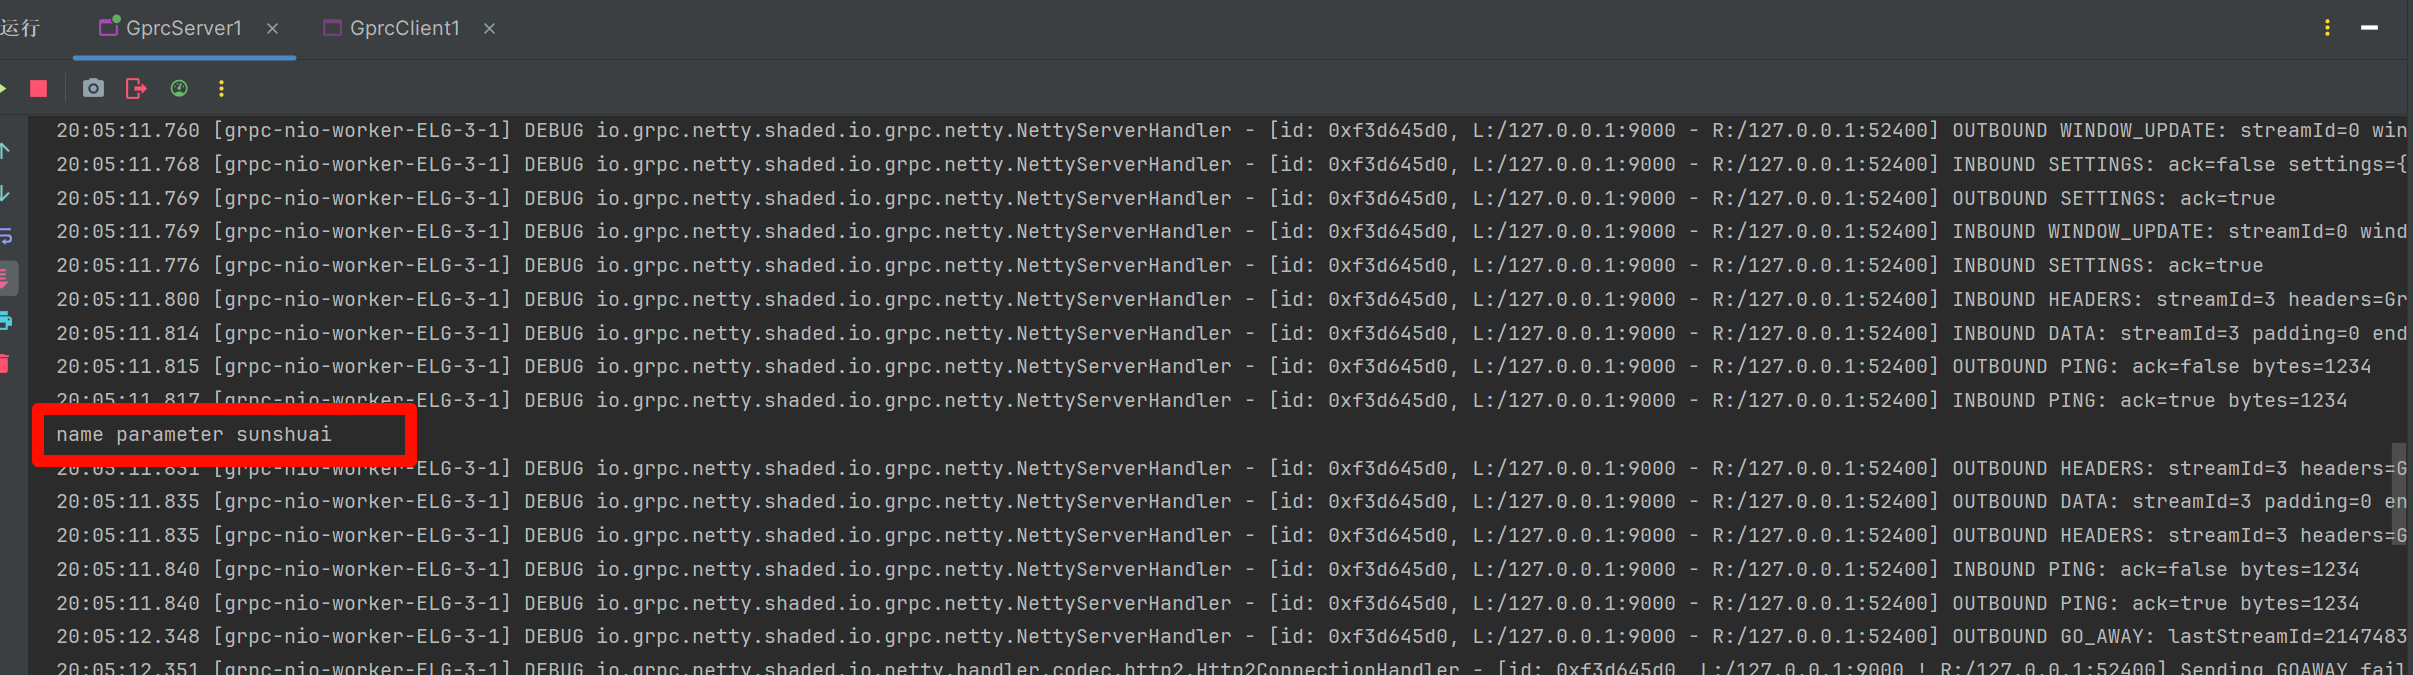 运行 GprcServer1 × GprcClient1 ×
20:05:11.760 [grpc-nio-worker-ELG-3-1] DEBUG io.grpc.netty.shaded.io.grpc.netty.NettyServerHandler - [id: 0xf3d645d0, L:/127.0.0.1:9000 - R:/127.0.0.1:52400] OUTBOUND WINDOW_UPDATE: streamId=0 win
20:05:11.768 [grpc-nio-worker-ELG-3-1] DEBUG io.grpc.netty.shaded.io.grpc.netty.NettyServerHandler - [id: 0xf3d645d0, L:/127.0.0.1:9000 - R:/127.0.0.1:52400] INBOUND SETTINGS: ack=false settings={
20:05:11.769 [grpc-nio-worker-ELG-3-1] DEBUG io.grpc.netty.shaded.io.grpc.netty.NettyServerHandler - [id: 0xf3d645d0, L:/127.0.0.1:9000 - R:/127.0.0.1:52400] OUTBOUND SETTINGS: ack=true
20:05:11.769 [grpc-nio-worker-ELG-3-1] DEBUG io.grpc.netty.shaded.io.grpc.netty.NettyServerHandler - [id: 0xf3d645d0, L:/127.0.0.1:9000 - R:/127.0.0.1:52400] INBOUND WINDOW_UPDATE: streamId=0 wind
20:05:11.776 [grpc-nio-worker-ELG-3-1] DEBUG io.grpc.netty.shaded.io.grpc.netty.NettyServerHandler - [id: 0xf3d645d0, L:/127.0.0.1:9000 - R:/127.0.0.1:52400] INBOUND SETTINGS: ack=true
20:05:11.800 [grpc-nio-worker-ELG-3-1] DEBUG io.grpc.netty.shaded.io.grpc.netty.NettyServerHandler - [id: 0xf3d645d0, L:/127.0.0.1:9000 - R:/127.0.0.1:52400] INBOUND HEADERS: streamId=3 headers=Gr
20:05:11.814 [grpc-nio-worker-ELG-3-1] DEBUG io.grpc.netty.shaded.io.grpc.netty.NettyServerHandler - [id: 0xf3d645d0, L:/127.0.0.1:9000 - R:/127.0.0.1:52400] INBOUND DATA: streamId=3 padding=0 end
20:05:11.815 [grpc-nio-worker-ELG-3-1] DEBUG io.grpc.netty.shaded.io.grpc.netty.NettyServerHandler - [id: 0xf3d645d0, L:/127.0.0.1:9000 - R:/127.0.0.1:52400] OUTBOUND PING: ack=false bytes=1234
20:05:11.817 [grpc-nio-worker-ELG-3-1] DEBUG io.grpc.netty.shaded.io.grpc.netty.NettyServerHandler - [id: 0xf3d645d0, L:/127.0.0.1:9000 - R:/127.0.0.1:52400] INBOUND PING: ack=true bytes=1234
name parameter sunshuai
20:05:11.831 [grpc-nio-worker-ELG-3-1] DEBUG io.grpc.netty.shaded.io.grpc.netty.NettyServerHandler - [id: 0xf3d645d0, L:/127.0.0.1:9000 - R:/127.0.0.1:52400] OUTBOUND HEADERS: streamId=3 headers=G
20:05:11.835 [grpc-nio-worker-ELG-3-1] DEBUG io.grpc.netty.shaded.io.grpc.netty.NettyServerHandler - [id: 0xf3d645d0, L:/127.0.0.1:9000 - R:/127.0.0.1:52400] OUTBOUND DATA: streamId=3 padding=0 en
20:05:11.835 [grpc-nio-worker-ELG-3-1] DEBUG io.grpc.netty.shaded.io.grpc.netty.NettyServerHandler - [id: 0xf3d645d0, L:/127.0.0.1:9000 - R:/127.0.0.1:52400] OUTBOUND HEADERS: streamId=3 headers=G
20:05:11.840 [grpc-nio-worker-ELG-3-1] DEBUG io.grpc.netty.shaded.io.grpc.netty.NettyServerHandler - [id: 0xf3d645d0, L:/127.0.0.1:9000 - R:/127.0.0.1:52400] INBOUND PING: ack=false bytes=1234
20:05:11.840 [grpc-nio-worker-ELG-3-1] DEBUG io.grpc.netty.shaded.io.grpc.netty.NettyServerHandler - [id: 0xf3d645d0, L:/127.0.0.1:9000 - R:/127.0.0.1:52400] OUTBOUND PING: ack=true bytes=1234
20:05:12.348 [grpc-nio-worker-ELG-3-1] DEBUG io.grpc.netty.shaded.io.grpc.netty.NettyServerHandler - [id: 0xf3d645d0, L:/127.0.0.1:9000 - R:/127.0.0.1:52400] OUTBOUND GO_AWAY: lastStreamId=2147483
20:05:12.351 [grpc-nio-worker-ELG-3-1] DEBUG io.grpc.netty.shaded.io.netty.handler.codec.http2.Http2ConnectionHandler - [id: 0xf3d645d0, L:/127.0.0.1:9000 ! R:/127.0.0.1:52400] Sending GOAWAY fail